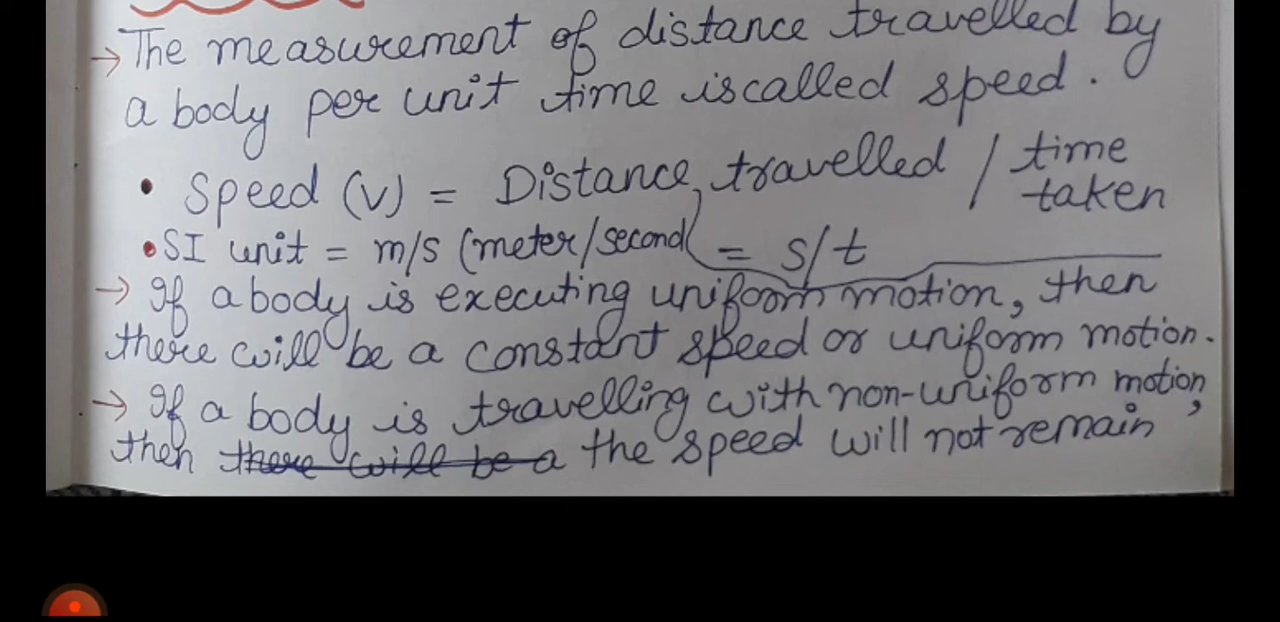 → The measurement of distance travelled by
a body per unit time is called speed.
• Speed (v) = Distance travelled / time taken
• SI unit = m/s (meter/second) = s/t
→ If a body is executing uniform motion, then
there will be a constant speed or uniform motion.
→ If a body is travelling with non-uniform motion,
then there will be a the speed will not remain